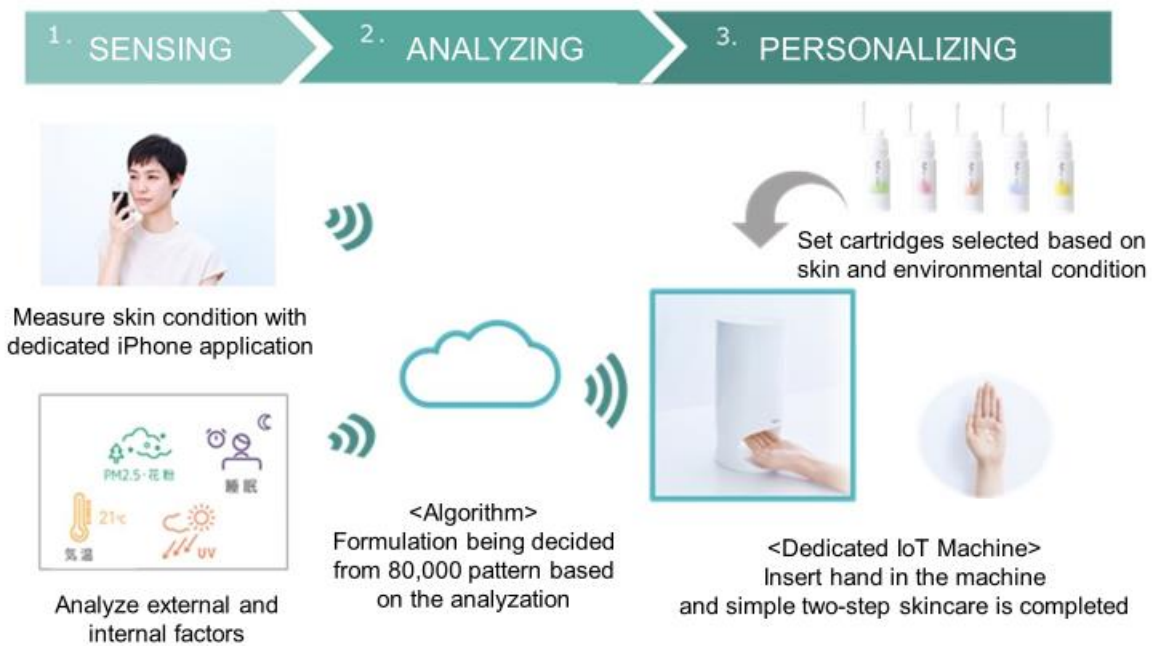 1. SENSING
2. ANALYZING
3. PERSONALIZING
Measure skin condition with
dedicated iPhone application
PM2.5·花粉
睡眠
21℃
気温
UV
Analyze external and
internal factors
<Algorithm>
Formulation being decided
from 80,000 pattern based
on the analyzation
Set cartridges selected based on
skin and environmental condition
<Dedicated IoT Machine>
Insert hand in the machine
and simple two-step skincare is completed